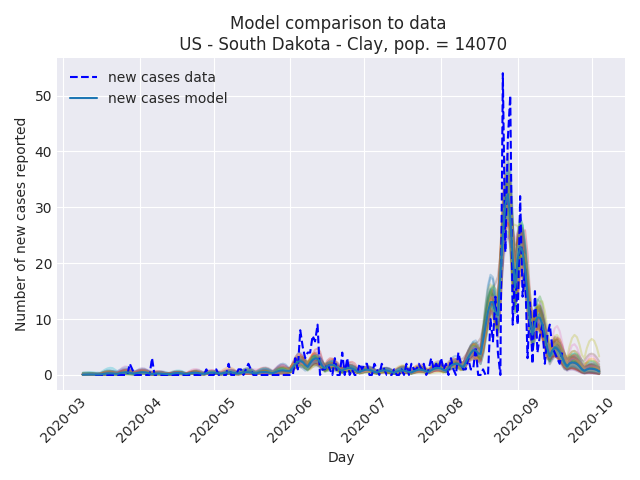 Model comparison to data
US - South Dakota - Clay, pop. = 14070
new cases data
new cases model
Number of new cases reported
50
40
30
20
10
0
2020-03
2020-04
2020-05
2020-06
2020-07
2020-08
2020-09
2020-10
Day